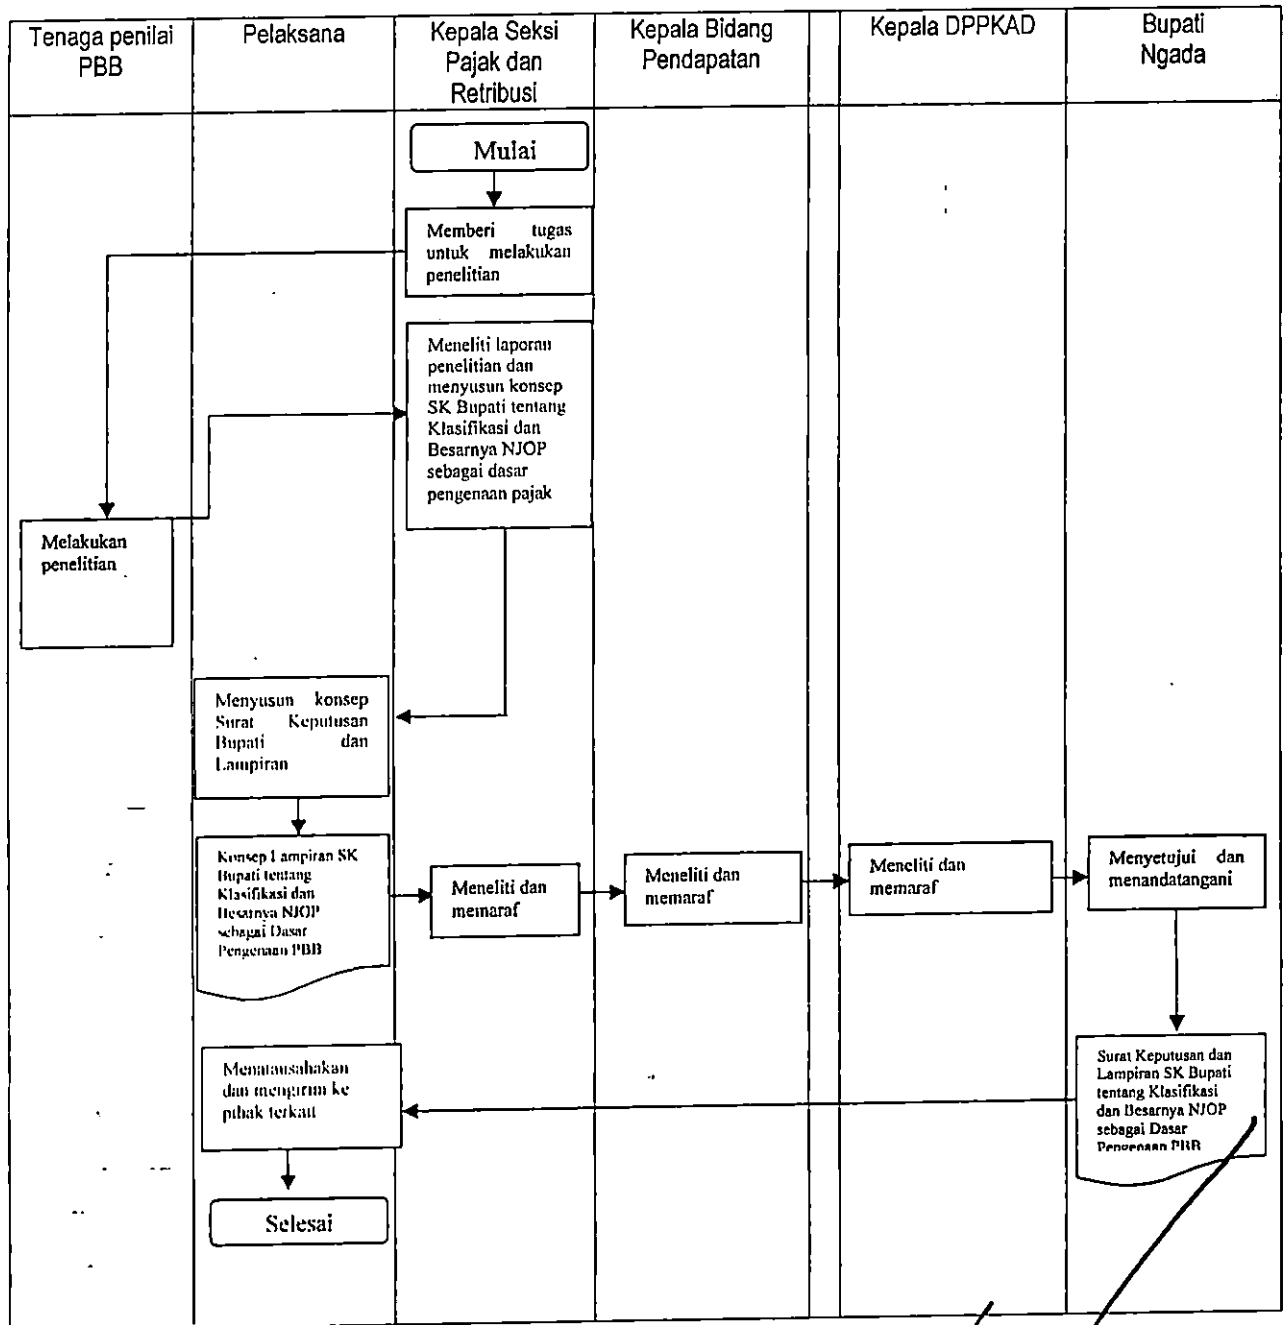 Tenaga penilai
PBB
Pelaksana
Kepala Seksi
Pajak dan
Retribusi
Kepala Bidang
Pendapatan
Kepala DPPKAD
Bupati
Ngada
Mulai
Memberi tugas
untuk melakukan
penelitian
Meneliti laporan
penelitian dan
menyusun konsep
SK Bupati tentang
Klasifikasi dan
Besarnya NJOP
sebagai dasar
pengenaan pajak
Melakukan
penelitian
Menyusun konsep
Surat Keputusan
Bupati dan
Lampiran
Konsep Lampiran SK
Bupati tentang
Klasifikasi dan
Besarnya NJOP
sebagai Dasar
Pengenaan PBB
Meneliti dan
memaraf
Meneliti dan
memaraf
Meneliti dan
memaraf
Menyetujui dan
menandatangani
Surat Keputusan dan
Lampiran SK Bupati
tentang Klasifikasi
dan Besarnya NJOP
sebagai Dasar
Pengenaan PBB
Menatausahakan
dan mengirim ke
pihak terkait
Selesai